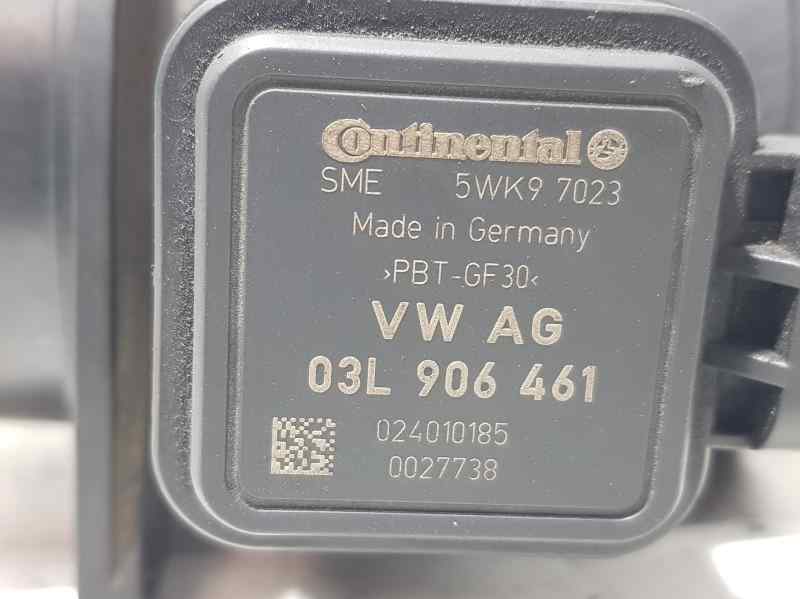 Continental
SME 5WK9 7023
Made in Germany
›PBT-GF30‹
VW AG
03L 906 461
024010185
0027738